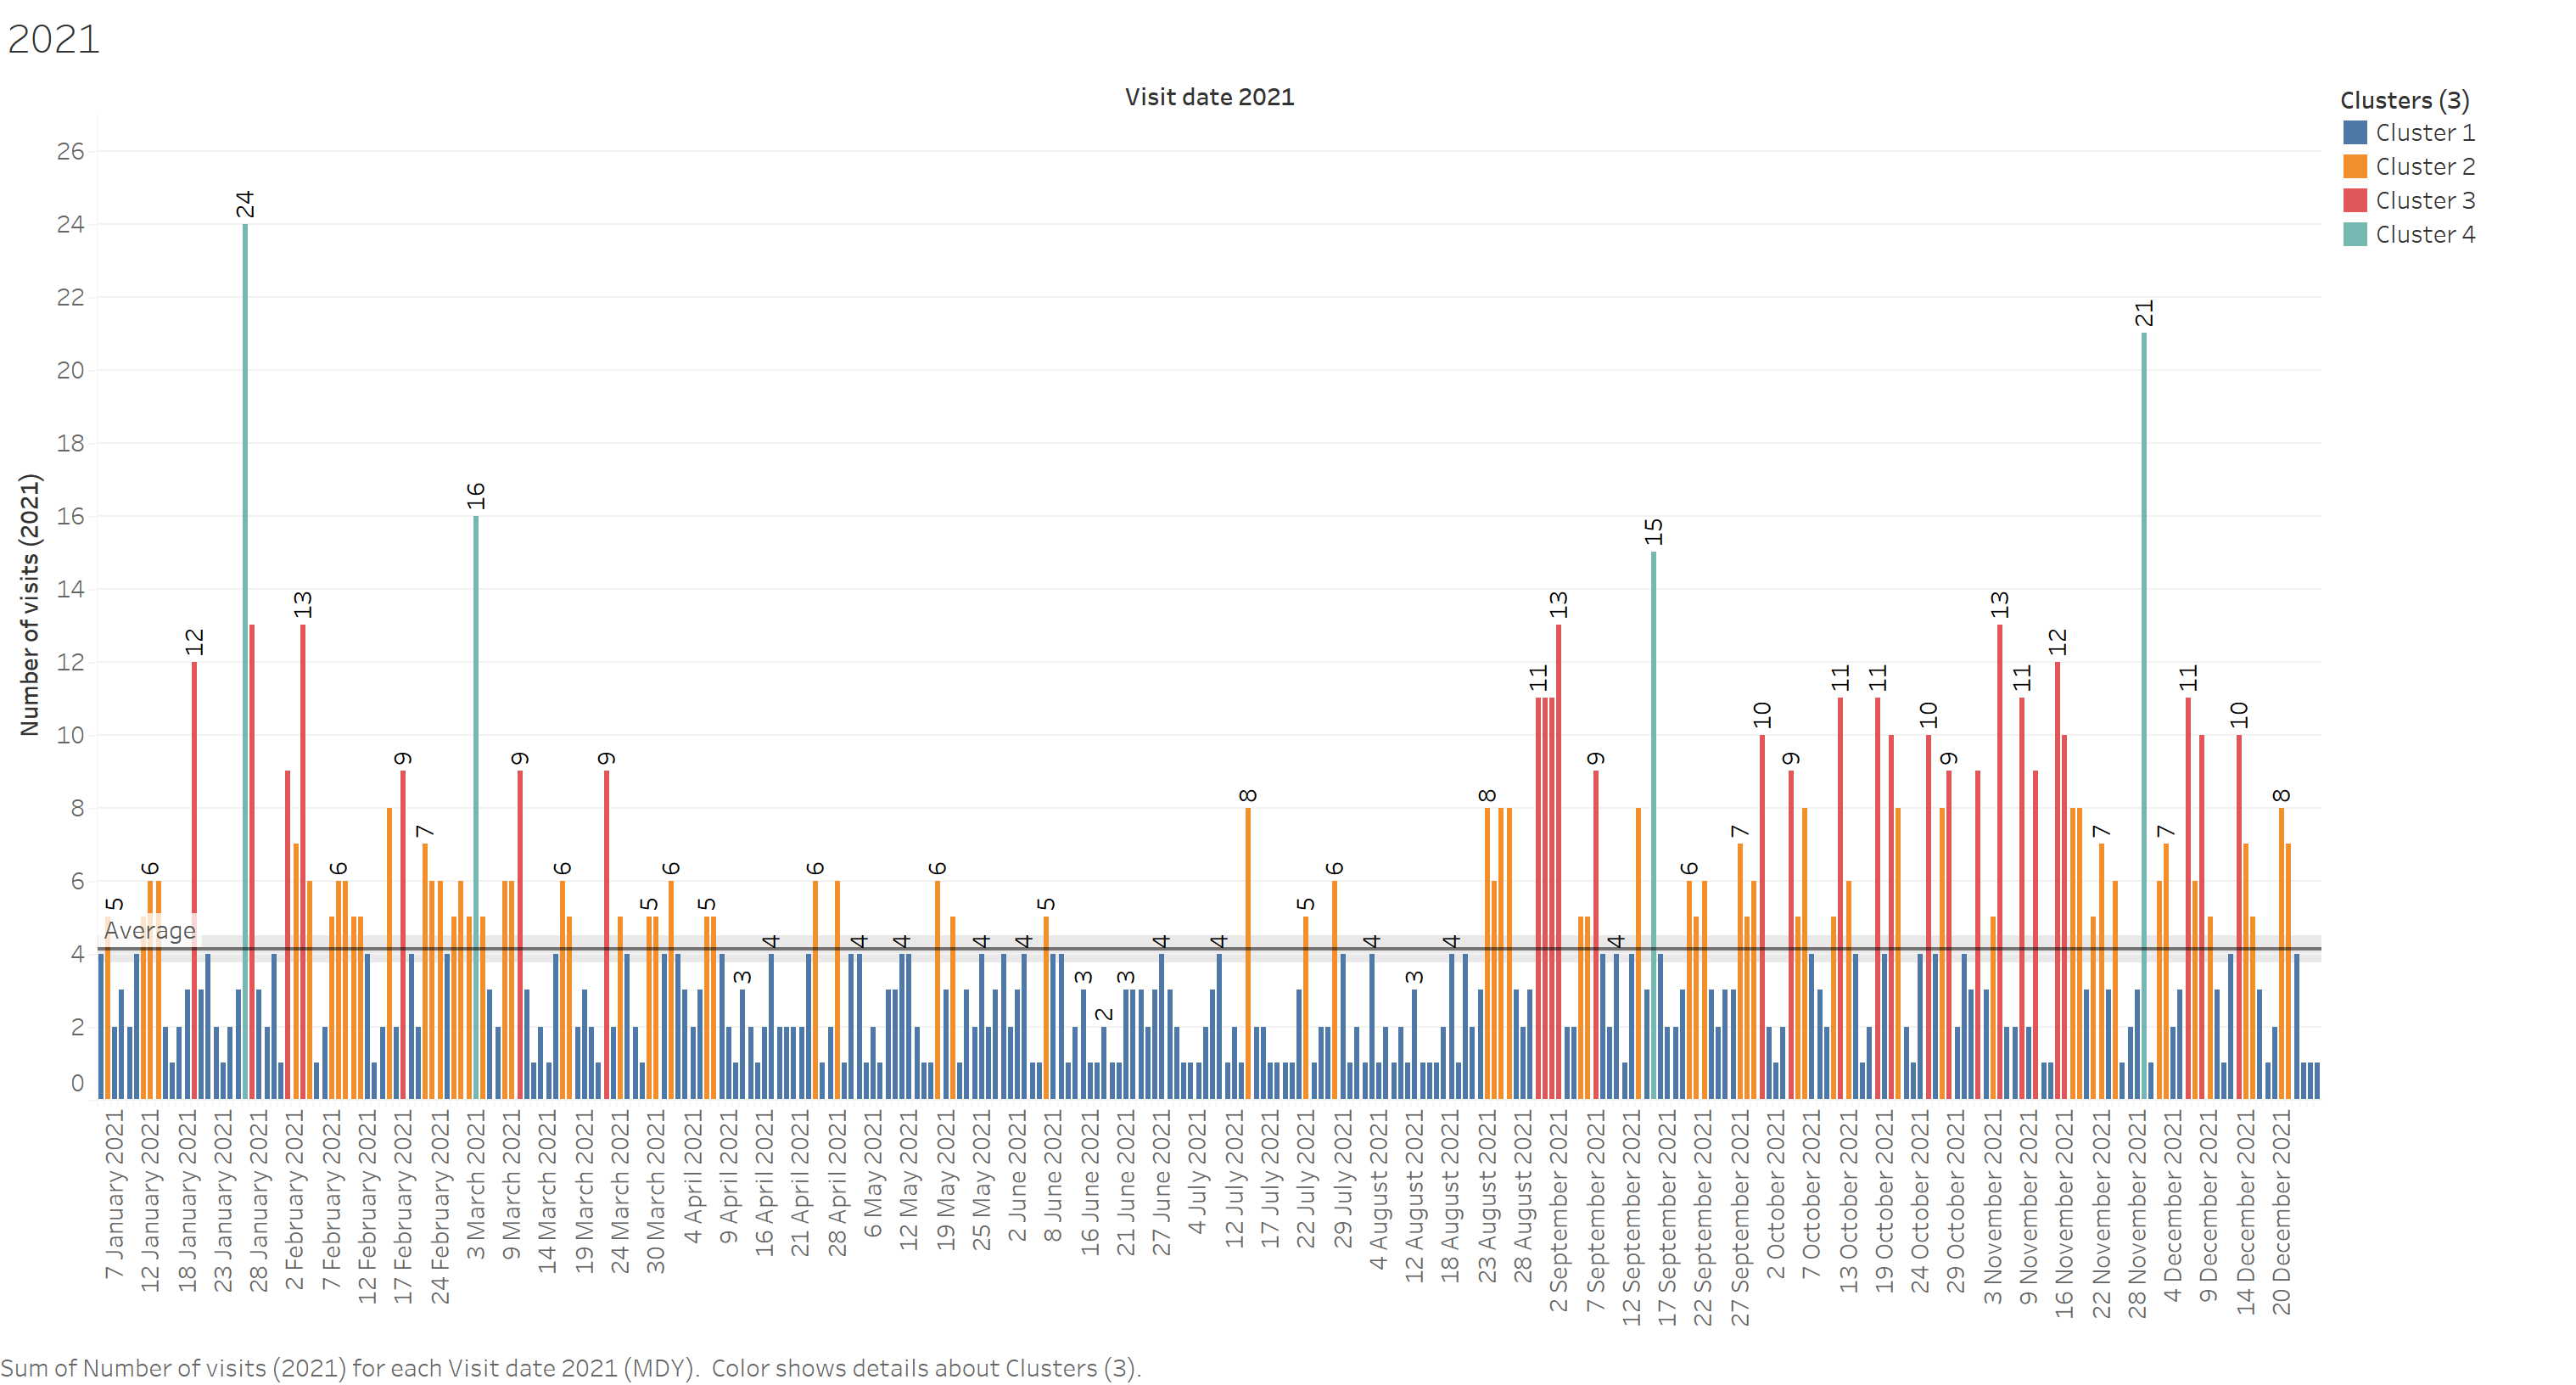 2021
Visit date 2021
Clusters (3)
Cluster 1
Cluster 2
Cluster 3
Cluster 4
Number of visits (2021)
26
24
22
20
18
16
14
12
10
8
6
4
2
0
Average
5
6
12
24
13
6
9
7
16
9
6
9
5
6
5
3
4
6
4
4
6
4
4
5
3
2
3
4
4
8
5
6
4
3
4
8
11
13
9
4
15
6
7
10
9
11
11
10
9
13
11
12
7
21
7
11
10
8
7 January 2021
12 January 2021
18 January 2021
23 January 2021
28 January 2021
2 February 2021
7 February 2021
12 February 2021
17 February 2021
24 February 2021
3 March 2021
9 March 2021
14 March 2021
19 March 2021
24 March 2021
30 March 2021
4 April 2021
9 April 2021
16 April 2021
21 April 2021
28 April 2021
6 May 2021
12 May 2021
19 May 2021
25 May 2021
2 June 2021
8 June 2021
16 June 2021
21 June 2021
27 June 2021
4 July 2021
12 July 2021
17 July 2021
22 July 2021
29 July 2021
4 August 2021
12 August 2021
18 August 2021
23 August 2021
28 August 2021
2 September 2021
7 September 2021
12 September 2021
17 September 2021
22 September 2021
27 September 2021
2 October 2021
7 October 2021
13 October 2021
19 October 2021
24 October 2021
29 October 2021
3 November 2021
9 November 2021
16 November 2021
22 November 2021
28 November 2021
4 December 2021
9 December 2021
14 December 2021
20 December 2021
Sum of Number of visits (2021) for each Visit date 2021 (MDY).  Color shows details about Clusters (3).